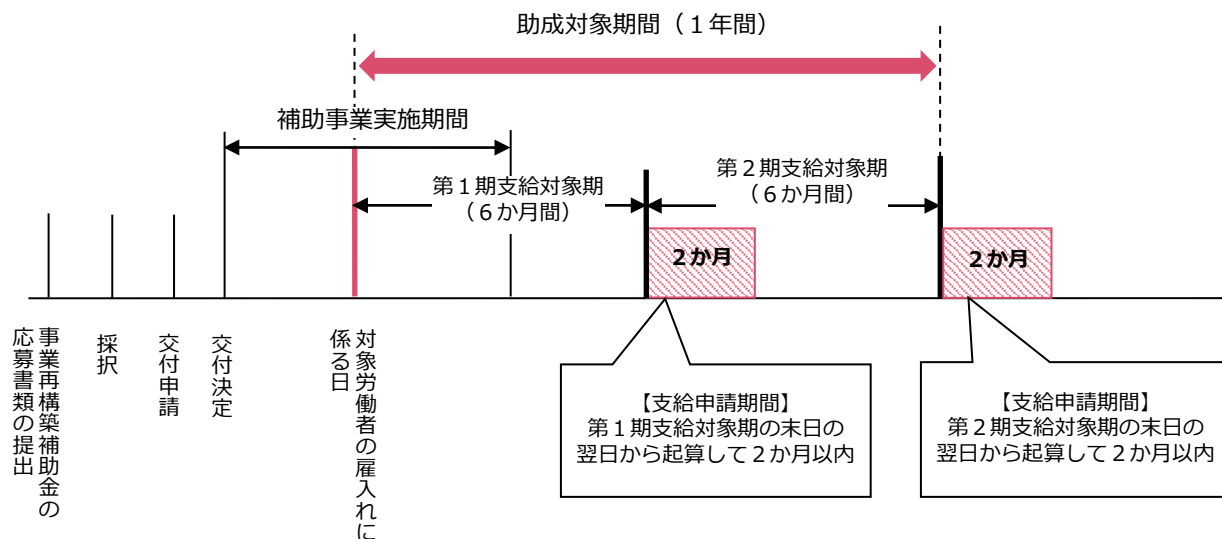 助成対象期間（１年間）
補助事業実施期間
第１期支給対象期
（６か月間）
第２期支給対象期
（６か月間）
２か月
２か月
事業再構築補助金の
応募書類の提出
採択
交付申請
交付決定
対象労働者の雇入れに
係る日
【支給申請期間】
第１期支給対象期の末日の
翌日から起算して２か月以内
【支給申請期間】
第２期支給対象期の末日の
翌日から起算して２か月以内